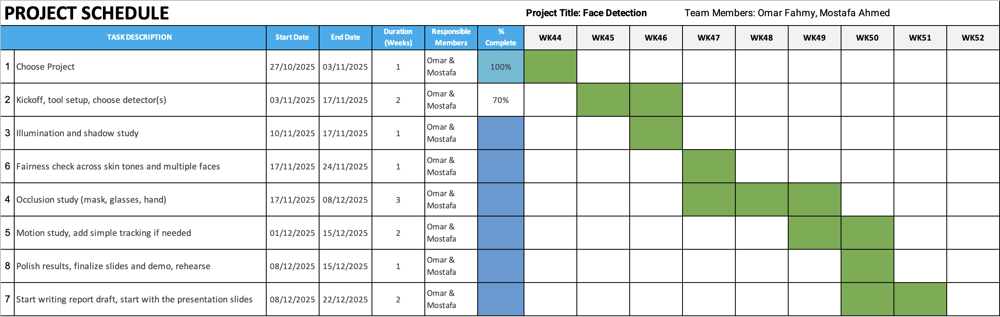 PROJECT SCHEDULE Project Title: Face Detection Team Members: Omar Fahmy, Mostafa Ahmed
TASK DESCRIPTION Start Date End Date Duration (Weeks) Responsible Members % Complete WK44 WK45 WK46 WK47 WK48 WK49 WK50 WK51 WK52
1 Choose Project 27/10/2025 03/11/2025 1 Omar & Mostafa 100%
2 Kickoff, tool setup, choose detector(s) 03/11/2025 17/11/2025 2 Omar & Mostafa 70%
3 Illumination and shadow study 10/11/2025 17/11/2025 1 Omar & Mostafa
6 Fairness check across skin tones and multiple faces 17/11/2025 24/11/2025 1 Omar & Mostafa
4 Occlusion study (mask, glasses, hand) 17/11/2025 08/12/2025 3 Omar & Mostafa
5 Motion study, add simple tracking if needed 01/12/2025 15/12/2025 2 Omar & Mostafa
8 Polish results, finalize slides and demo, rehearse 08/12/2025 15/12/2025 1 Omar & Mostafa
7 Start writing report draft, start with the presentation slides 08/12/2025 22/12/2025 2 Omar & Mostafa